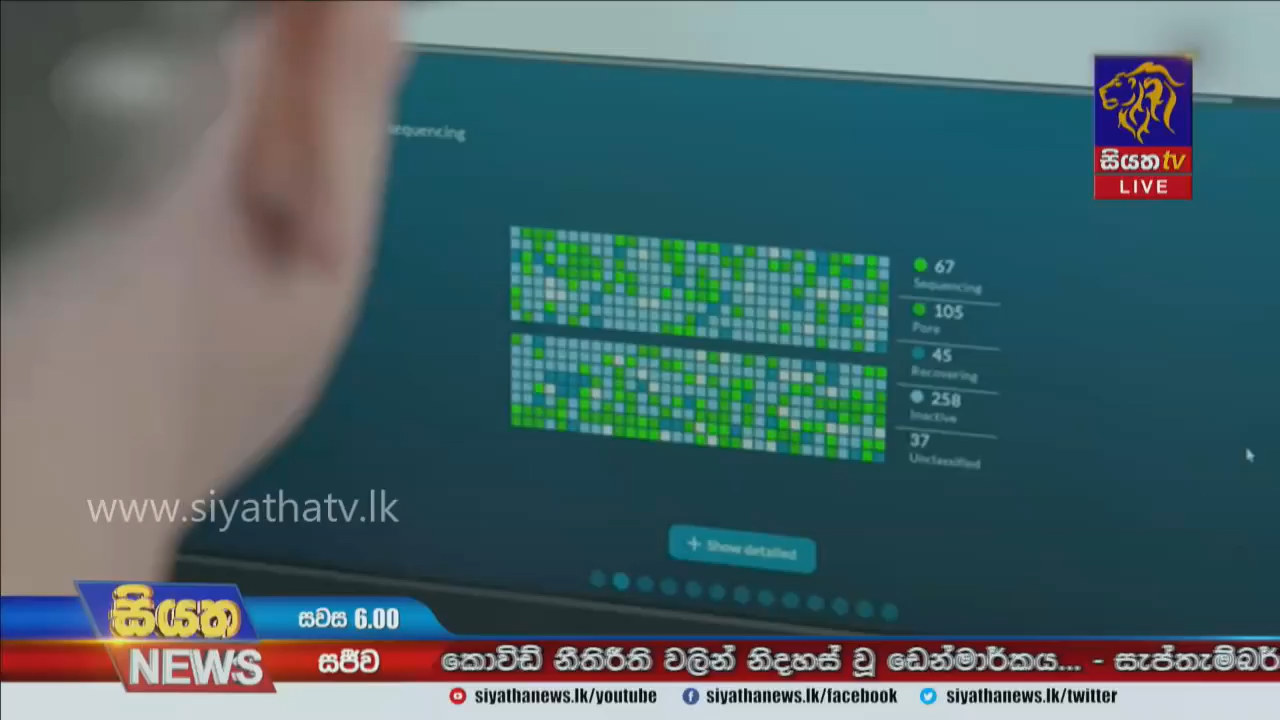 sequencing
සියත tv
LIVE
67
Sequencing
105
Pore
45
Recovering
258
Inactive
37
Unclassified
+ Show detailed
www.siyathatv.lk
සියත
NEWS
සවස 6.00
සජීව
කොවිඩ් නීතිරීති වලින් නිදහස් වූ ඩෙන්මාර්කය... - සැප්තැම්බර්
siyathanews.lk/youtube
siyathanews.lk/facebook
siyathanews.lk/twitter